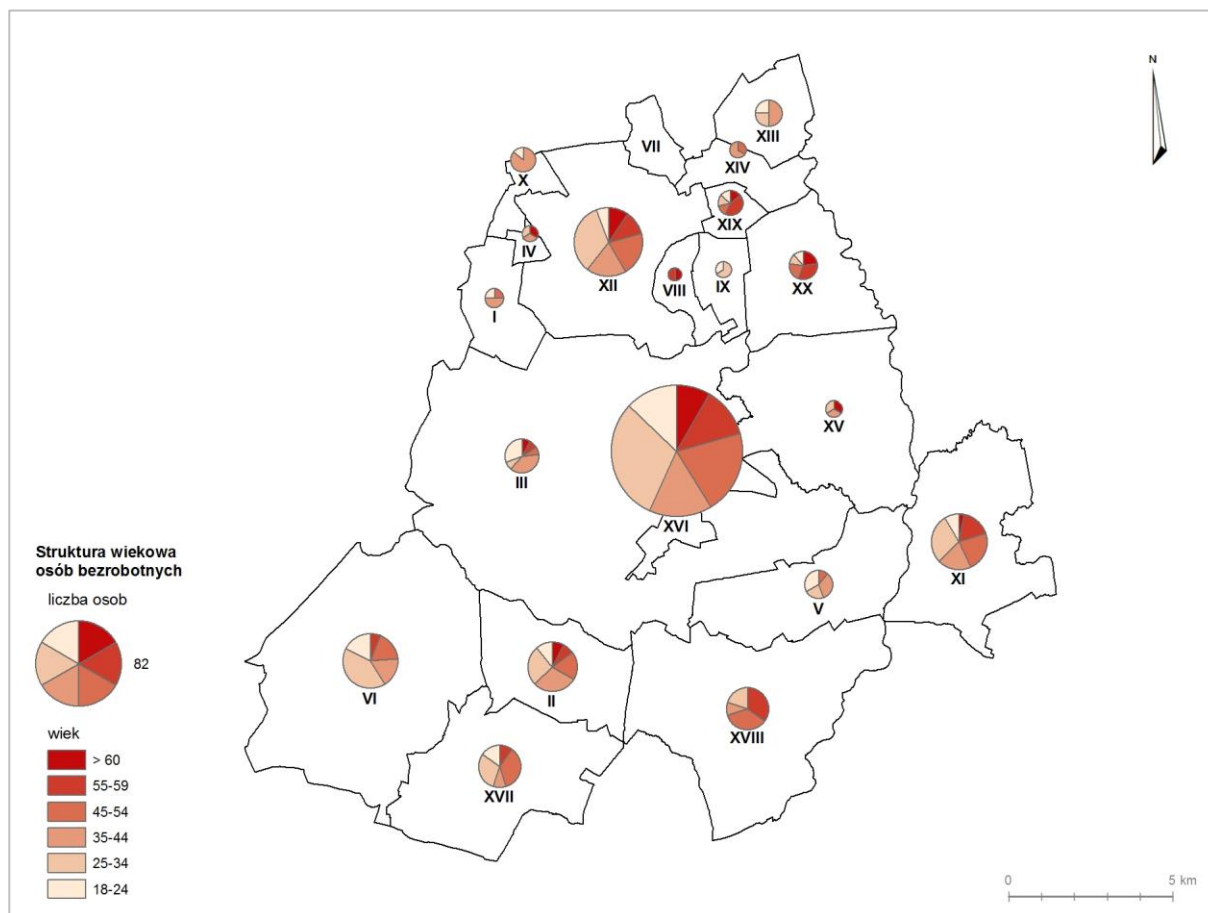 N
XIII
VII
XIV
X
XIX
IV
XII
VIII
IX
XX
I
XV
III
XVI
XI
V
VI
II
XVIII
XVII
Struktura wiekowa
osób bezrobotnych
liczba osob
82
wiek
> 60
55-59
45-54
35-44
25-34
18-24
0
5 km